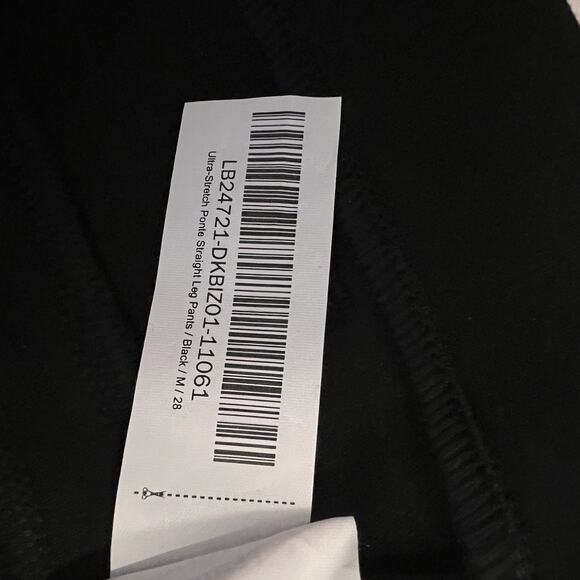 LB24721-DKBIZ01-11061
Ultra-Stretch Ponte Straight Leg Pants / Black / M / 28